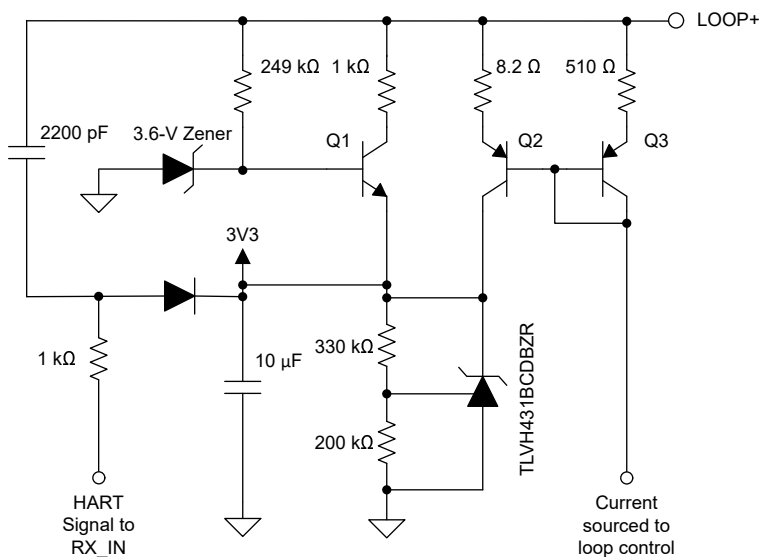 LOOP+
249 kΩ
1 kΩ
8.2 Ω
510 Ω
2200 pF
3.6-V Zener
Q1
Q2
Q3
3V3
1 kΩ
10 µF
330 kΩ
200 kΩ
TLVH431BCDBZR
HART
Signal to
RX_IN
Current
sourced to
loop control